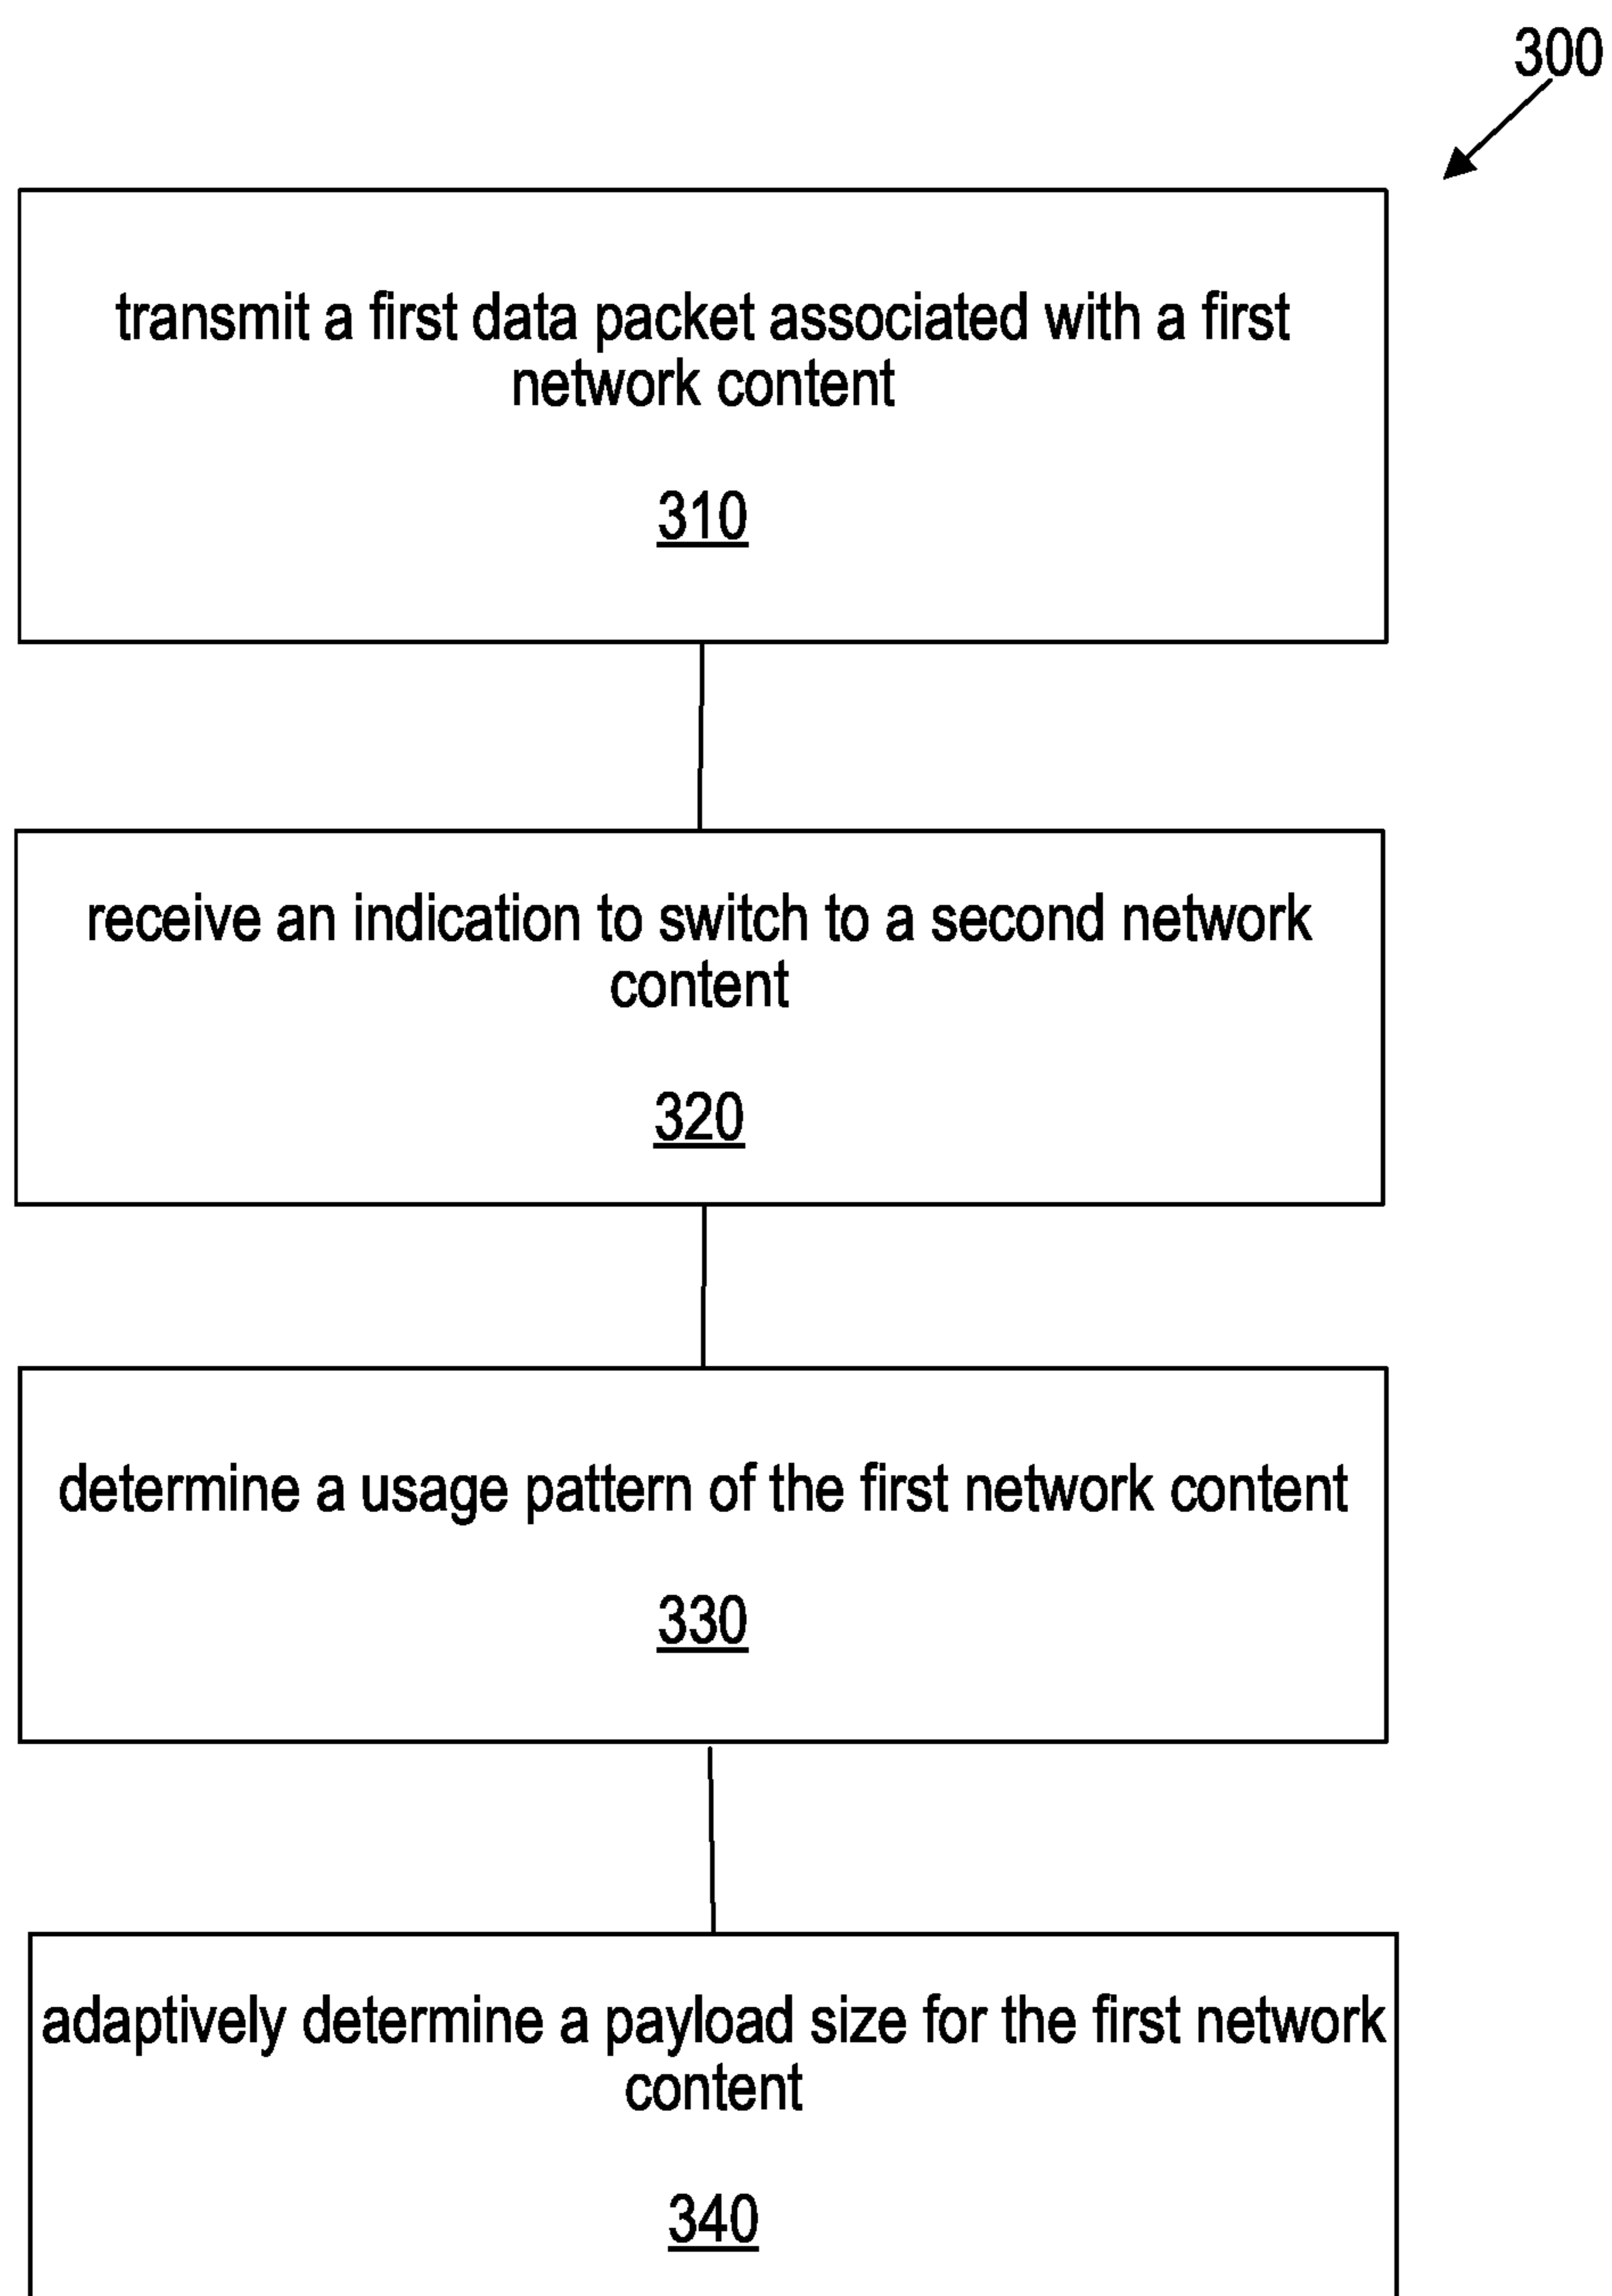 300
transmit a first data packet associated with a first
network content
310
receive an indication to switch to a second network
content
320
determine a usage pattern of the first network content
330
adaptively determine a payload size for the first network
content
340